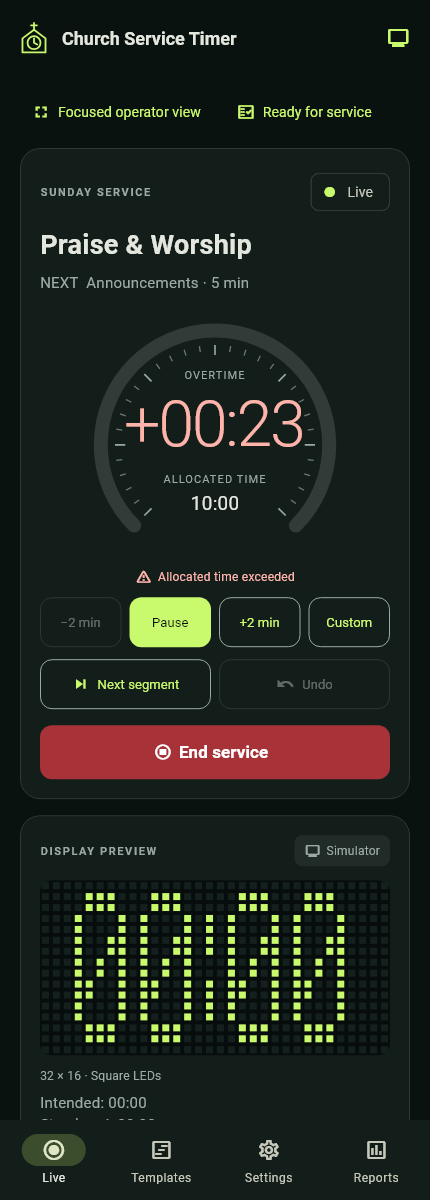 Church Service Timer
Focused operator view
Ready for service
SUNDAY SERVICE
Live
Praise & Worship
NEXT Announcements · 5 min
OVERTIME
+00:23
ALLOCATED TIME
10:00
Allocated time exceeded
−2 min
Pause
+2 min
Custom
Next segment
Undo
End service
DISPLAY PREVIEW
Simulator
00:00
32 × 16 · Square LEDs
Intended: 00:00
Live
Templates
Settings
Reports